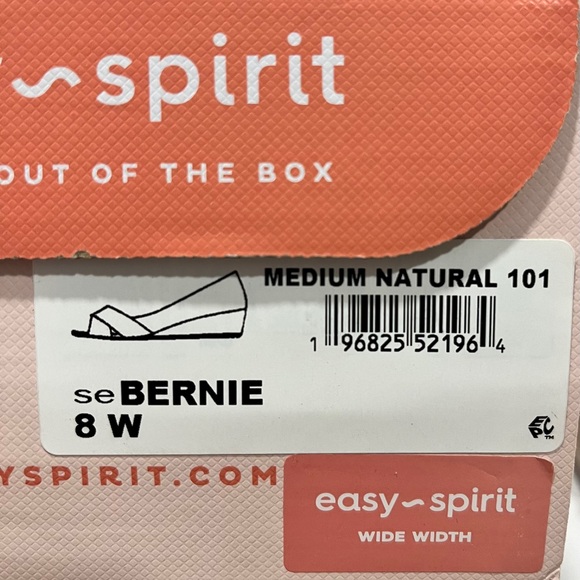 spirit
OUT OF THE BOX
MEDIUM NATURAL 101
1 96825 52196 4
seBERNIE
8 W
EPC™
YSPIRIT.COM
easy~spirit
WIDE WIDTH